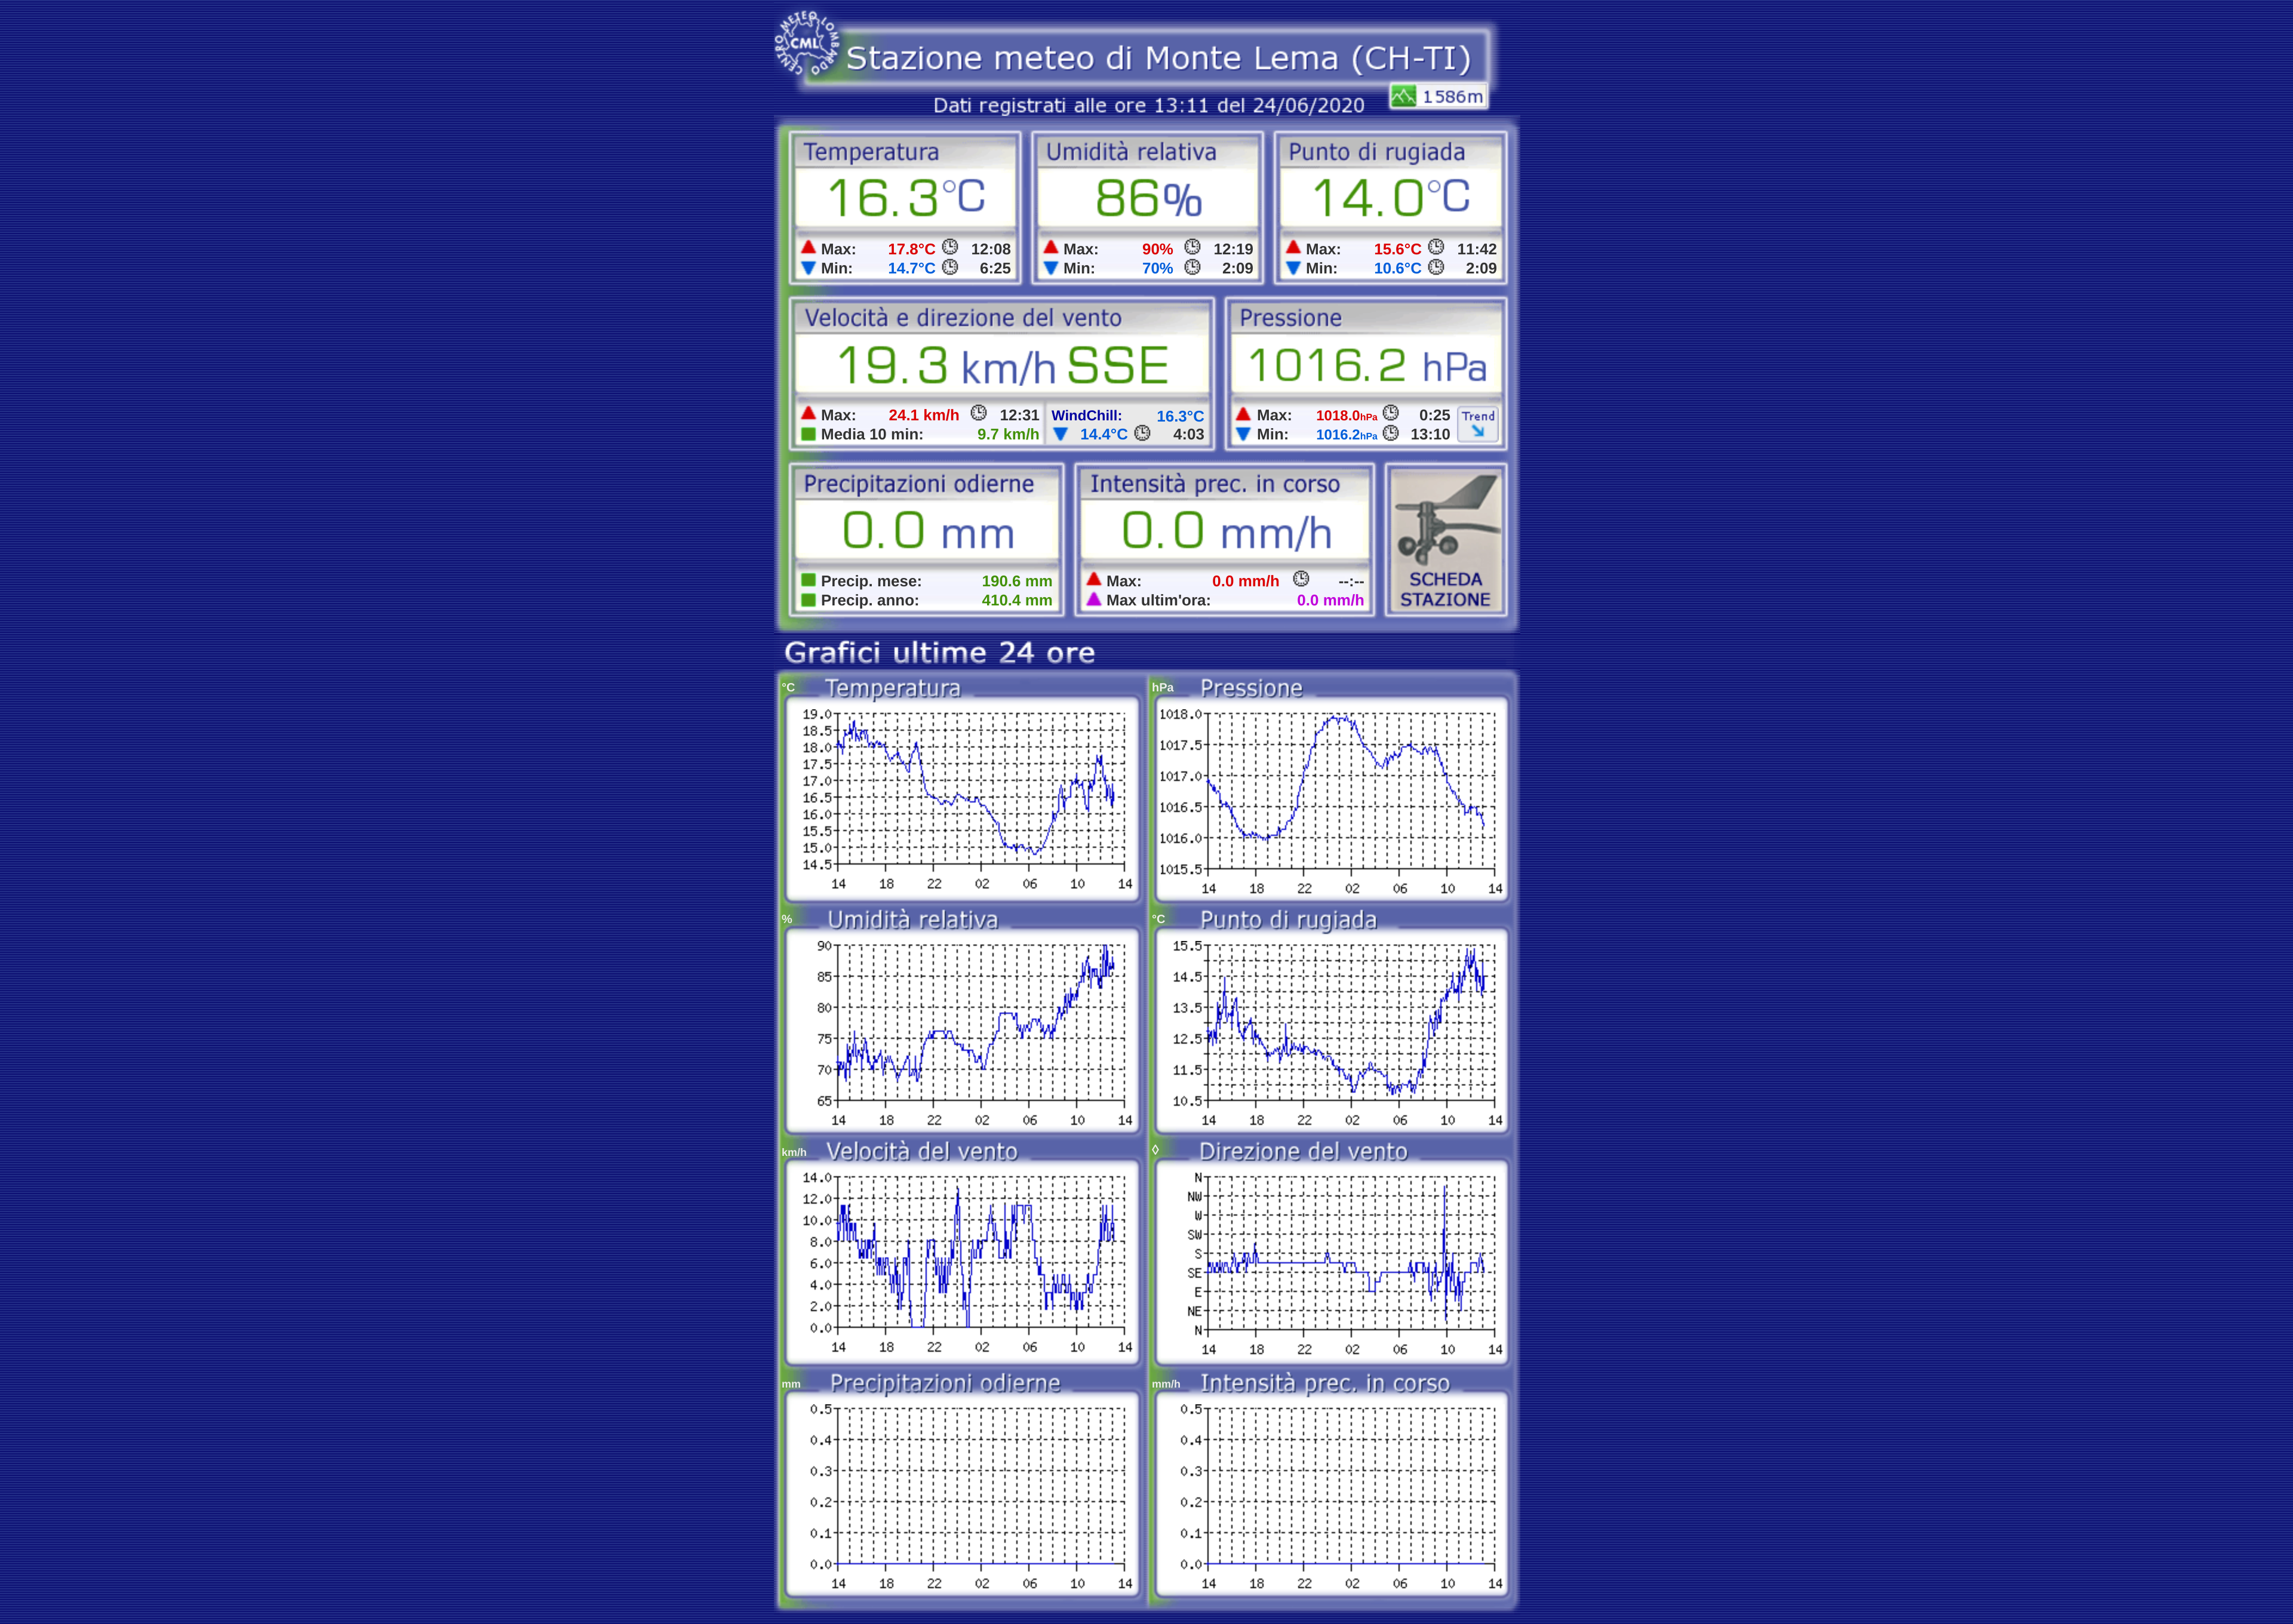 CENTRO METEO LOMBARDO
CML
Stazione meteo di Monte Lema (CH-TI)
1586m
Dati registrati alle ore 13:11 del 24/06/2020
Temperatura
16.3°C
Max: 17.8°C 12:08
Min: 14.7°C 6:25
Umidità relativa
86%
Max: 90% 12:19
Min: 70% 2:09
Punto di rugiada
14.0°C
Max: 15.6°C 11:42
Min: 10.6°C 2:09
Velocità e direzione del vento
19.3 km/h SSE
Max: 24.1 km/h 12:31
Media 10 min: 9.7 km/h
WindChill: 16.3°C
14.4°C 4:03
Pressione
1016.2 hPa
Max: 1018.0hPa 0:25
Min: 1016.2hPa 13:10
Trend
Precipitazioni odierne
0.0 mm
Precip. mese: 190.6 mm
Precip. anno: 410.4 mm
Intensità prec. in corso
0.0 mm/h
Max: 0.0 mm/h --:--
Max ultim'ora: 0.0 mm/h
SCHEDA
STAZIONE
Grafici ultime 24 ore
°C Temperatura
19.0
18.5
18.0
17.5
17.0
16.5
16.0
15.5
15.0
14.5
14 18 22 02 06 10 14
hPa Pressione
1018.0
1017.5
1017.0
1016.5
1016.0
1015.5
14 18 22 02 06 10 14
% Umidità relativa
90
85
80
75
70
65
14 18 22 02 06 10 14
°C Punto di rugiada
15.5
14.5
13.5
12.5
11.5
10.5
14 18 22 02 06 10 14
km/h Velocità del vento
14.0
12.0
10.0
8.0
6.0
4.0
2.0
0.0
14 18 22 02 06 10 14
◊ Direzione del vento
N
NW
W
SW
S
SE
E
NE
N
14 18 22 02 06 10 14
mm Precipitazioni odierne
0.5
0.4
0.3
0.2
0.1
0.0
14 18 22 02 06 10 14
mm/h Intensità prec. in corso
0.5
0.4
0.3
0.2
0.1
0.0
14 18 22 02 06 10 14